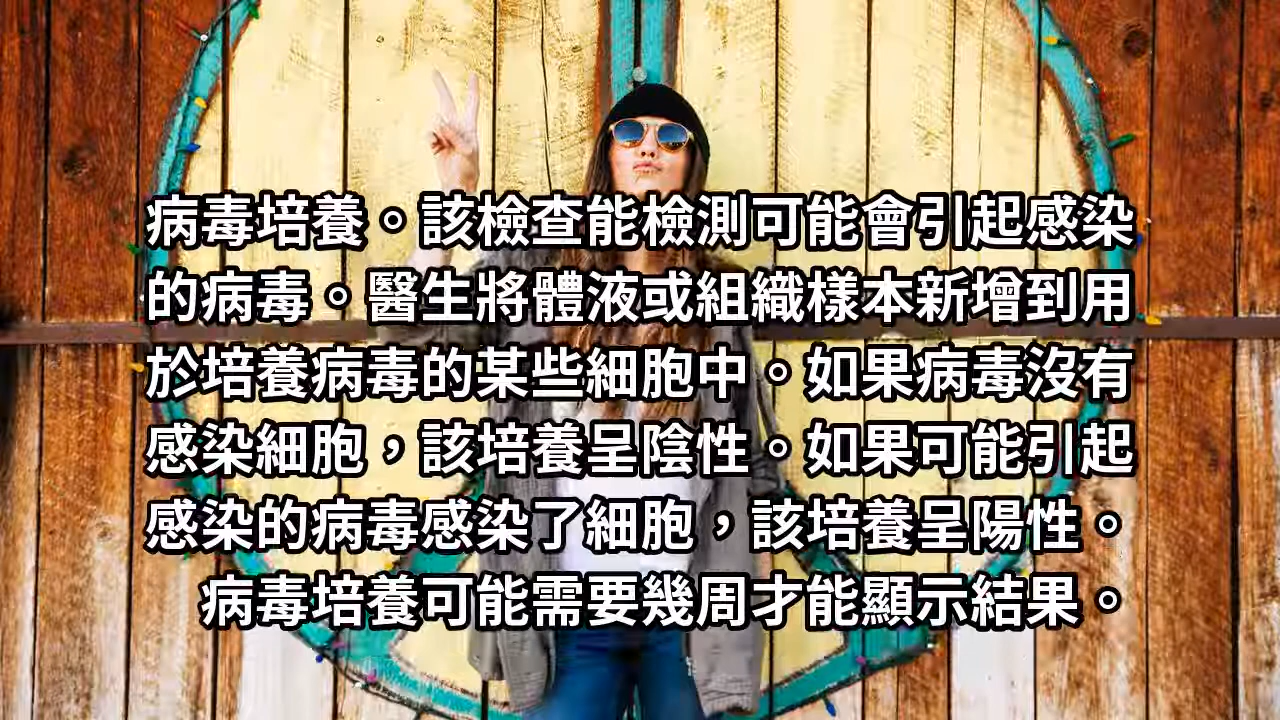 病毒培養。該檢查能檢測可能會引起感染
的病毒。醫生將體液或組織樣本新增到用
於培養病毒的某些細胞中。如果病毒沒有
感染細胞，該培養呈陰性。如果可能引起
感染的病毒感染了細胞，該培養呈陽性。
病毒培養可能需要幾周才能顯示結果。